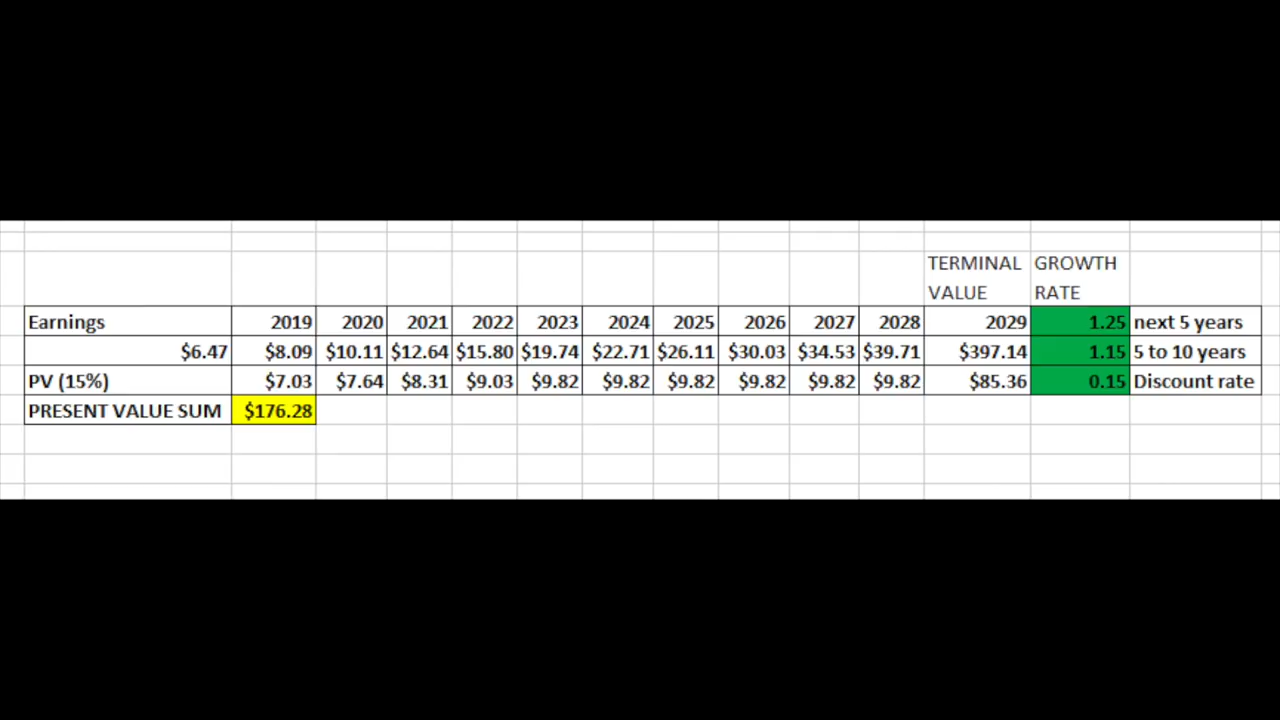 TERMINAL GROWTH
VALUE RATE
Earnings 2019 2020 2021 2022 2023 2024 2025 2026 2027 2028 2029 1.25 next 5 years
$6.47 $8.09 $10.11 $12.64 $15.80 $19.74 $22.71 $26.11 $30.03 $34.53 $39.71 $397.14 1.15 5 to 10 years
PV (15%) $7.03 $7.64 $8.31 $9.03 $9.82 $9.82 $9.82 $9.82 $9.82 $9.82 $85.36 0.15 Discount rate
PRESENT VALUE SUM $176.28